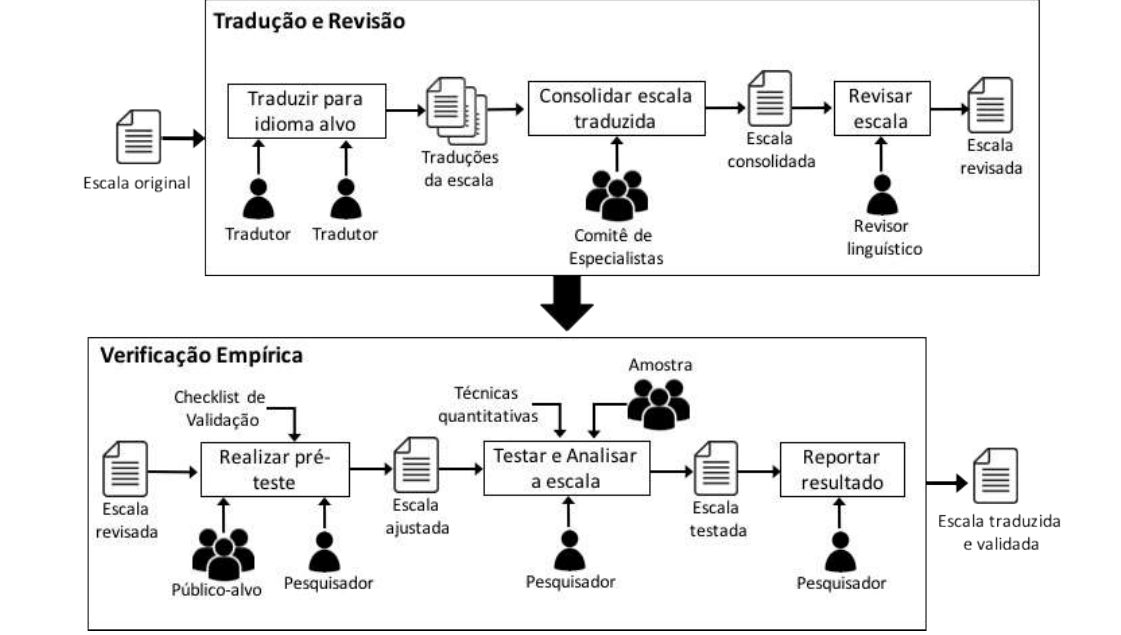 Tradução e Revisão
Escala original
Traduzir para
idioma alvo
Tradutor
Tradutor
Traduções
da escala
Consolidar escala
traduzida
Comitê de
Especialistas
Escala
consolidada
Revisar
escala
Revisor
linguístico
Escala
revisada
Verificação Empírica
Escala
revisada
Checklist de
Validação
Realizar pré-
teste
Público-alvo
Pesquisador
Escala
ajustada
Técnicas
quantitativas
Amostra
Testar e Analisar
a escala
Pesquisador
Escala
testada
Reportar
resultado
Pesquisador
Escala traduzida
e validada